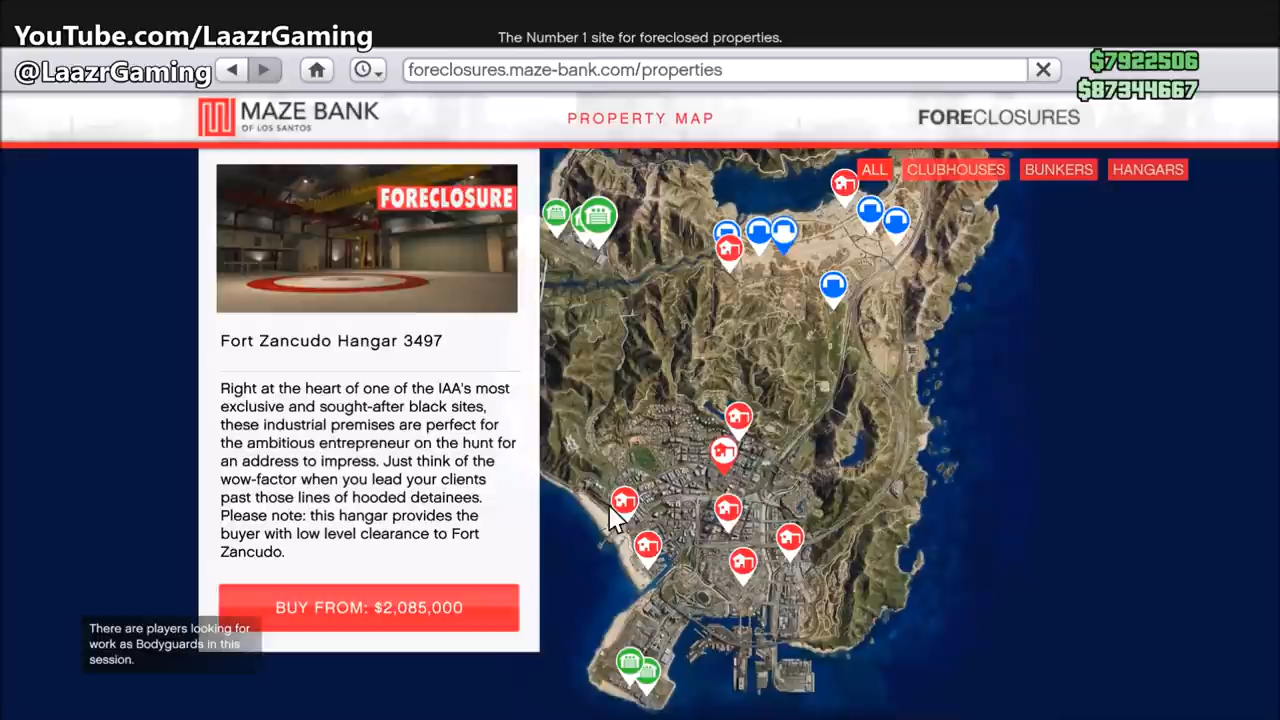 YouTube.com/LaazrGaming
The Number 1 site for foreclosed properties.
@LaazrGaming
foreclosures.maze-bank.com/properties
$7922506
$87344667
MAZE BANK
OF LOS SANTOS
PROPERTY MAP
FORECLOSURES
ALL
CLUBHOUSES
BUNKERS
HANGARS
FORECLOSURE
Fort Zancudo Hangar 3497
Right at the heart of one of the IAA's most
exclusive and sought-after black sites,
these industrial premises are perfect for
the ambitious entrepreneur on the hunt for
an address to impress. Just think of the
wow-factor when you lead your clients
past those lines of hooded detainees.
Please note: this hangar provides the
buyer with low level clearance to Fort
Zancudo.
BUY FROM: $2,085,000
There are players looking for
work as Bodyguards in this
session.